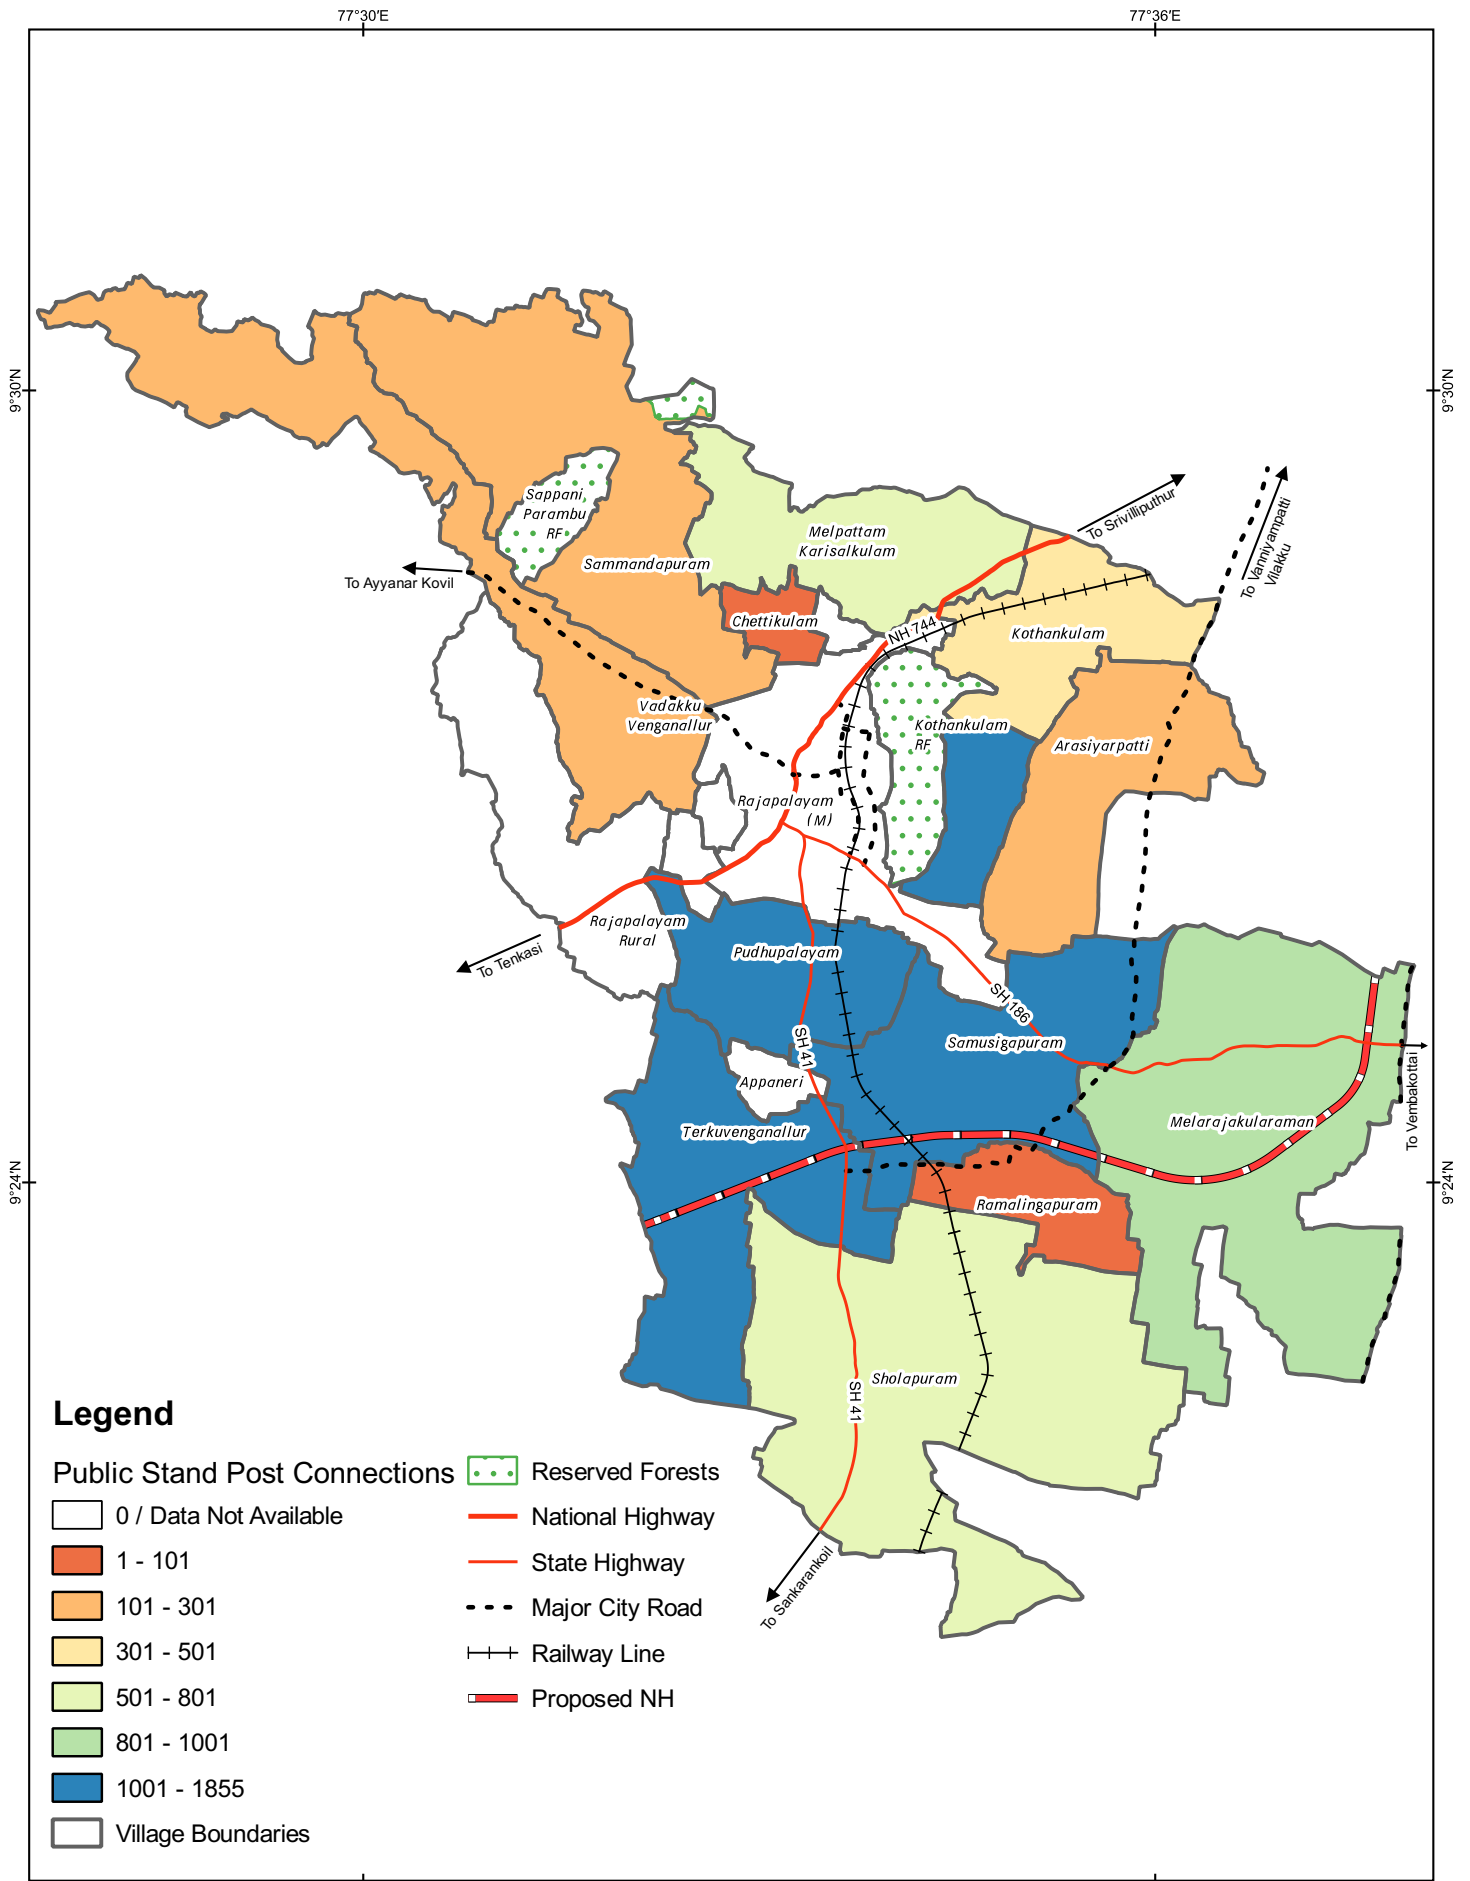 77°30'E
77°36'E
9°30'N
9°30'N
Sappani
Parambu
RF
Melpattam
Karisalkulam
To Srivilliputhur
To Vanniyampatti
Vilakku
Sammandapuram
To Ayyanar Kovil
Chettikulam
NH 744
Kothankulam
Vadakku
Venganallur
Kothankulam
RF
Arasiyarpatti
Rajapalayam
(M)
Rajapalayam
Rural
To Tenkasi
Pudhupalayam
SH 186
SH 41
Samusigapuram
Appaneri
To Vembakottai
Melarajakularaman
Terkuvenganallur
9°24'N
9°24'N
Ramalingapuram
Sholapuram
SH 41
To Sankarankoil
Legend
Public Stand Post Connections
0 / Data Not Available
1 - 101
101 - 301
301 - 501
501 - 801
801 - 1001
1001 - 1855
Village Boundaries
Reserved Forests
National Highway
State Highway
Major City Road
Railway Line
Proposed NH